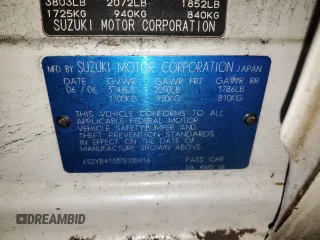 3803LB 2072LB 1852LB
1725KG 940KG 840KG
SUZUKI MOTOR CORPORATION
MFD BY SUZUKI MOTOR CORPORATION JAPAN
DATE GVWR GAWR FRT GAWR RR
06/06 3748LB 2050LB 1786LB
1700KG 930KG 810KG
THIS VEHICLE CONFORMS TO ALL
APPLICABLE FEDERAL MOTOR
VEHICLE SAFETY,BUMPER AND
THEFT PREVENTION STANDARDS
IN EFFECT ON THE DATE OF
MANUFACTURE SHOWN ABOVE
PASS CAR
DREAMBID